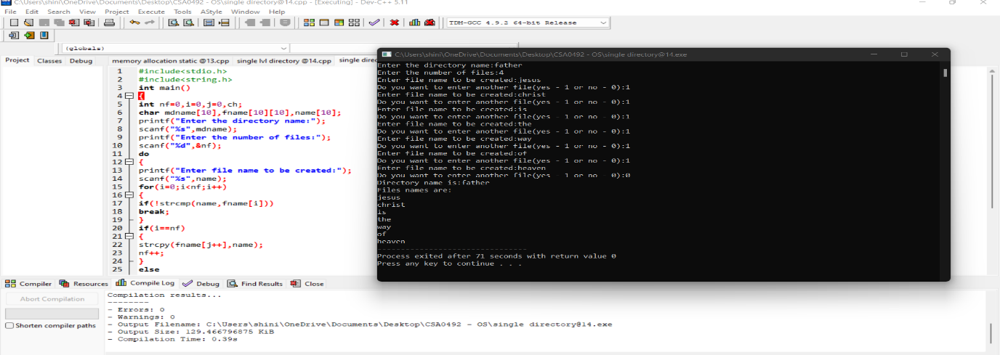 C:\Users\shini\OneDrive\Documents\Desktop\CSA0492 - OS\single directory@14.cpp - [Executing] - Dev-C++ 5.11
File Edit Search View Project Execute Tools AStyle Window Help
TDM-GCC 4.9.2 64-bit Release
(globals)
Project Classes Debug
memory allocation static @13.cpp single lvl directory @14.cpp single direc
1 #include<stdio.h>
2 #include<string.h>
3 int main()
4 {
5 int nf=0,i=0,j=0,ch;
6 char mdname[10],fname[10][10],name[10];
7 printf("Enter the directory name:");
8 scanf("%s",mdname);
9 printf("Enter the number of files:");
10 scanf("%d",&nf);
11 do
12 {
13 printf("Enter file name to be created:");
14 scanf("%s",name);
15 for(i=0;i<nf;i++)
16 {
17 if(!strcmp(name,fname[i]))
18 break;
19 }
20 if(i==nf)
21 {
22 strcpy(fname[j++],name);
23 nf++;
24 }
25 else
C:\Users\shini\OneDrive\Documents\Desktop\CSA0492 - OS\single directory@14.exe
Enter the directory name:father
Enter the number of files:4
Enter file name to be created:jesus
Do you want to enter another file(yes - 1 or no - 0):1
Enter file name to be created:christ
Do you want to enter another file(yes - 1 or no - 0):1
Enter file name to be created:is
Do you want to enter another file(yes - 1 or no - 0):1
Enter file name to be created:the
Do you want to enter another file(yes - 1 or no - 0):1
Enter file name to be created:way
Do you want to enter another file(yes - 1 or no - 0):1
Enter file name to be created:of
Do you want to enter another file(yes - 1 or no - 0):1
Enter file name to be created:heaven
Do you want to enter another file(yes - 1 or no - 0):0
Directory name is:father
Files names are:
jesus
christ
is
the
way
of
heaven
--------------------------------
Process exited after 71 seconds with return value 0
Press any key to continue . . .
Compiler Resources Compile Log Debug Find Results Close
Abort Compilation
Shorten compiler paths
Compilation results...
--------
- Errors: 0
- Warnings: 0
- Output Filename: C:\Users\shini\OneDrive\Documents\Desktop\CSA0492 - OS\single directory@14.exe
- Output Size: 129.466796875 KiB
- Compilation Time: 0.39s